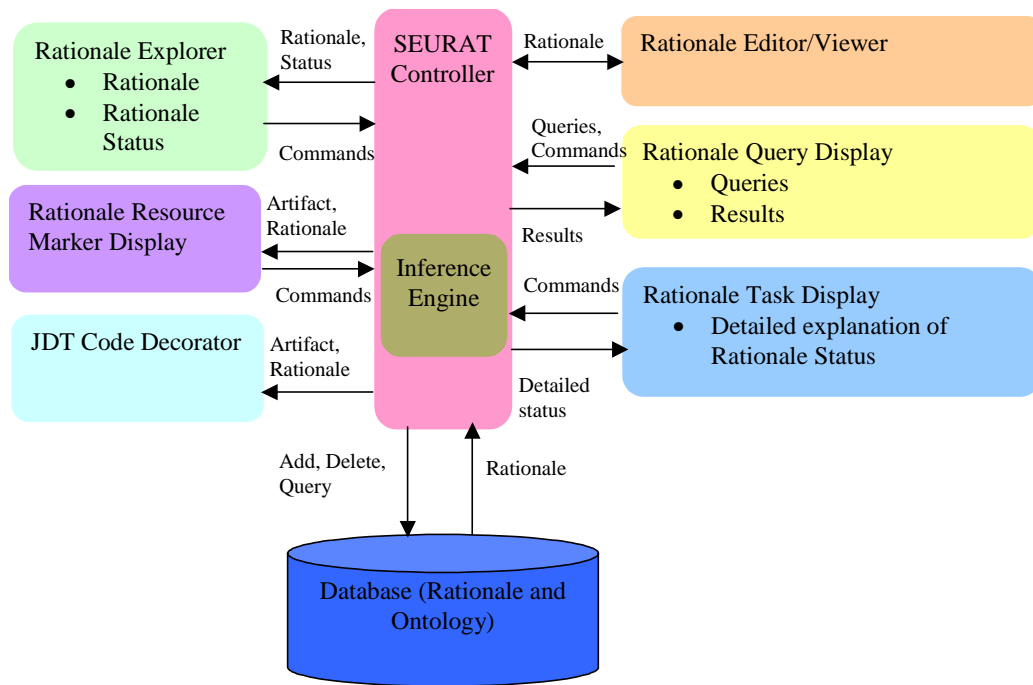 Rationale Explorer
• Rationale
• Rationale
Status
Rationale,
Status
Commands
SEURAT
Controller
Rationale
Rationale Editor/Viewer
Queries,
Commands
Results
Rationale Query Display
• Queries
• Results
Rationale Resource
Marker Display
Artifact,
Rationale
Commands
Inference
Engine
Commands
Detailed
status
Rationale Task Display
• Detailed explanation of
Rationale Status
JDT Code Decorator
Artifact,
Rationale
Add, Delete,
Query
Rationale
Database (Rationale and
Ontology)